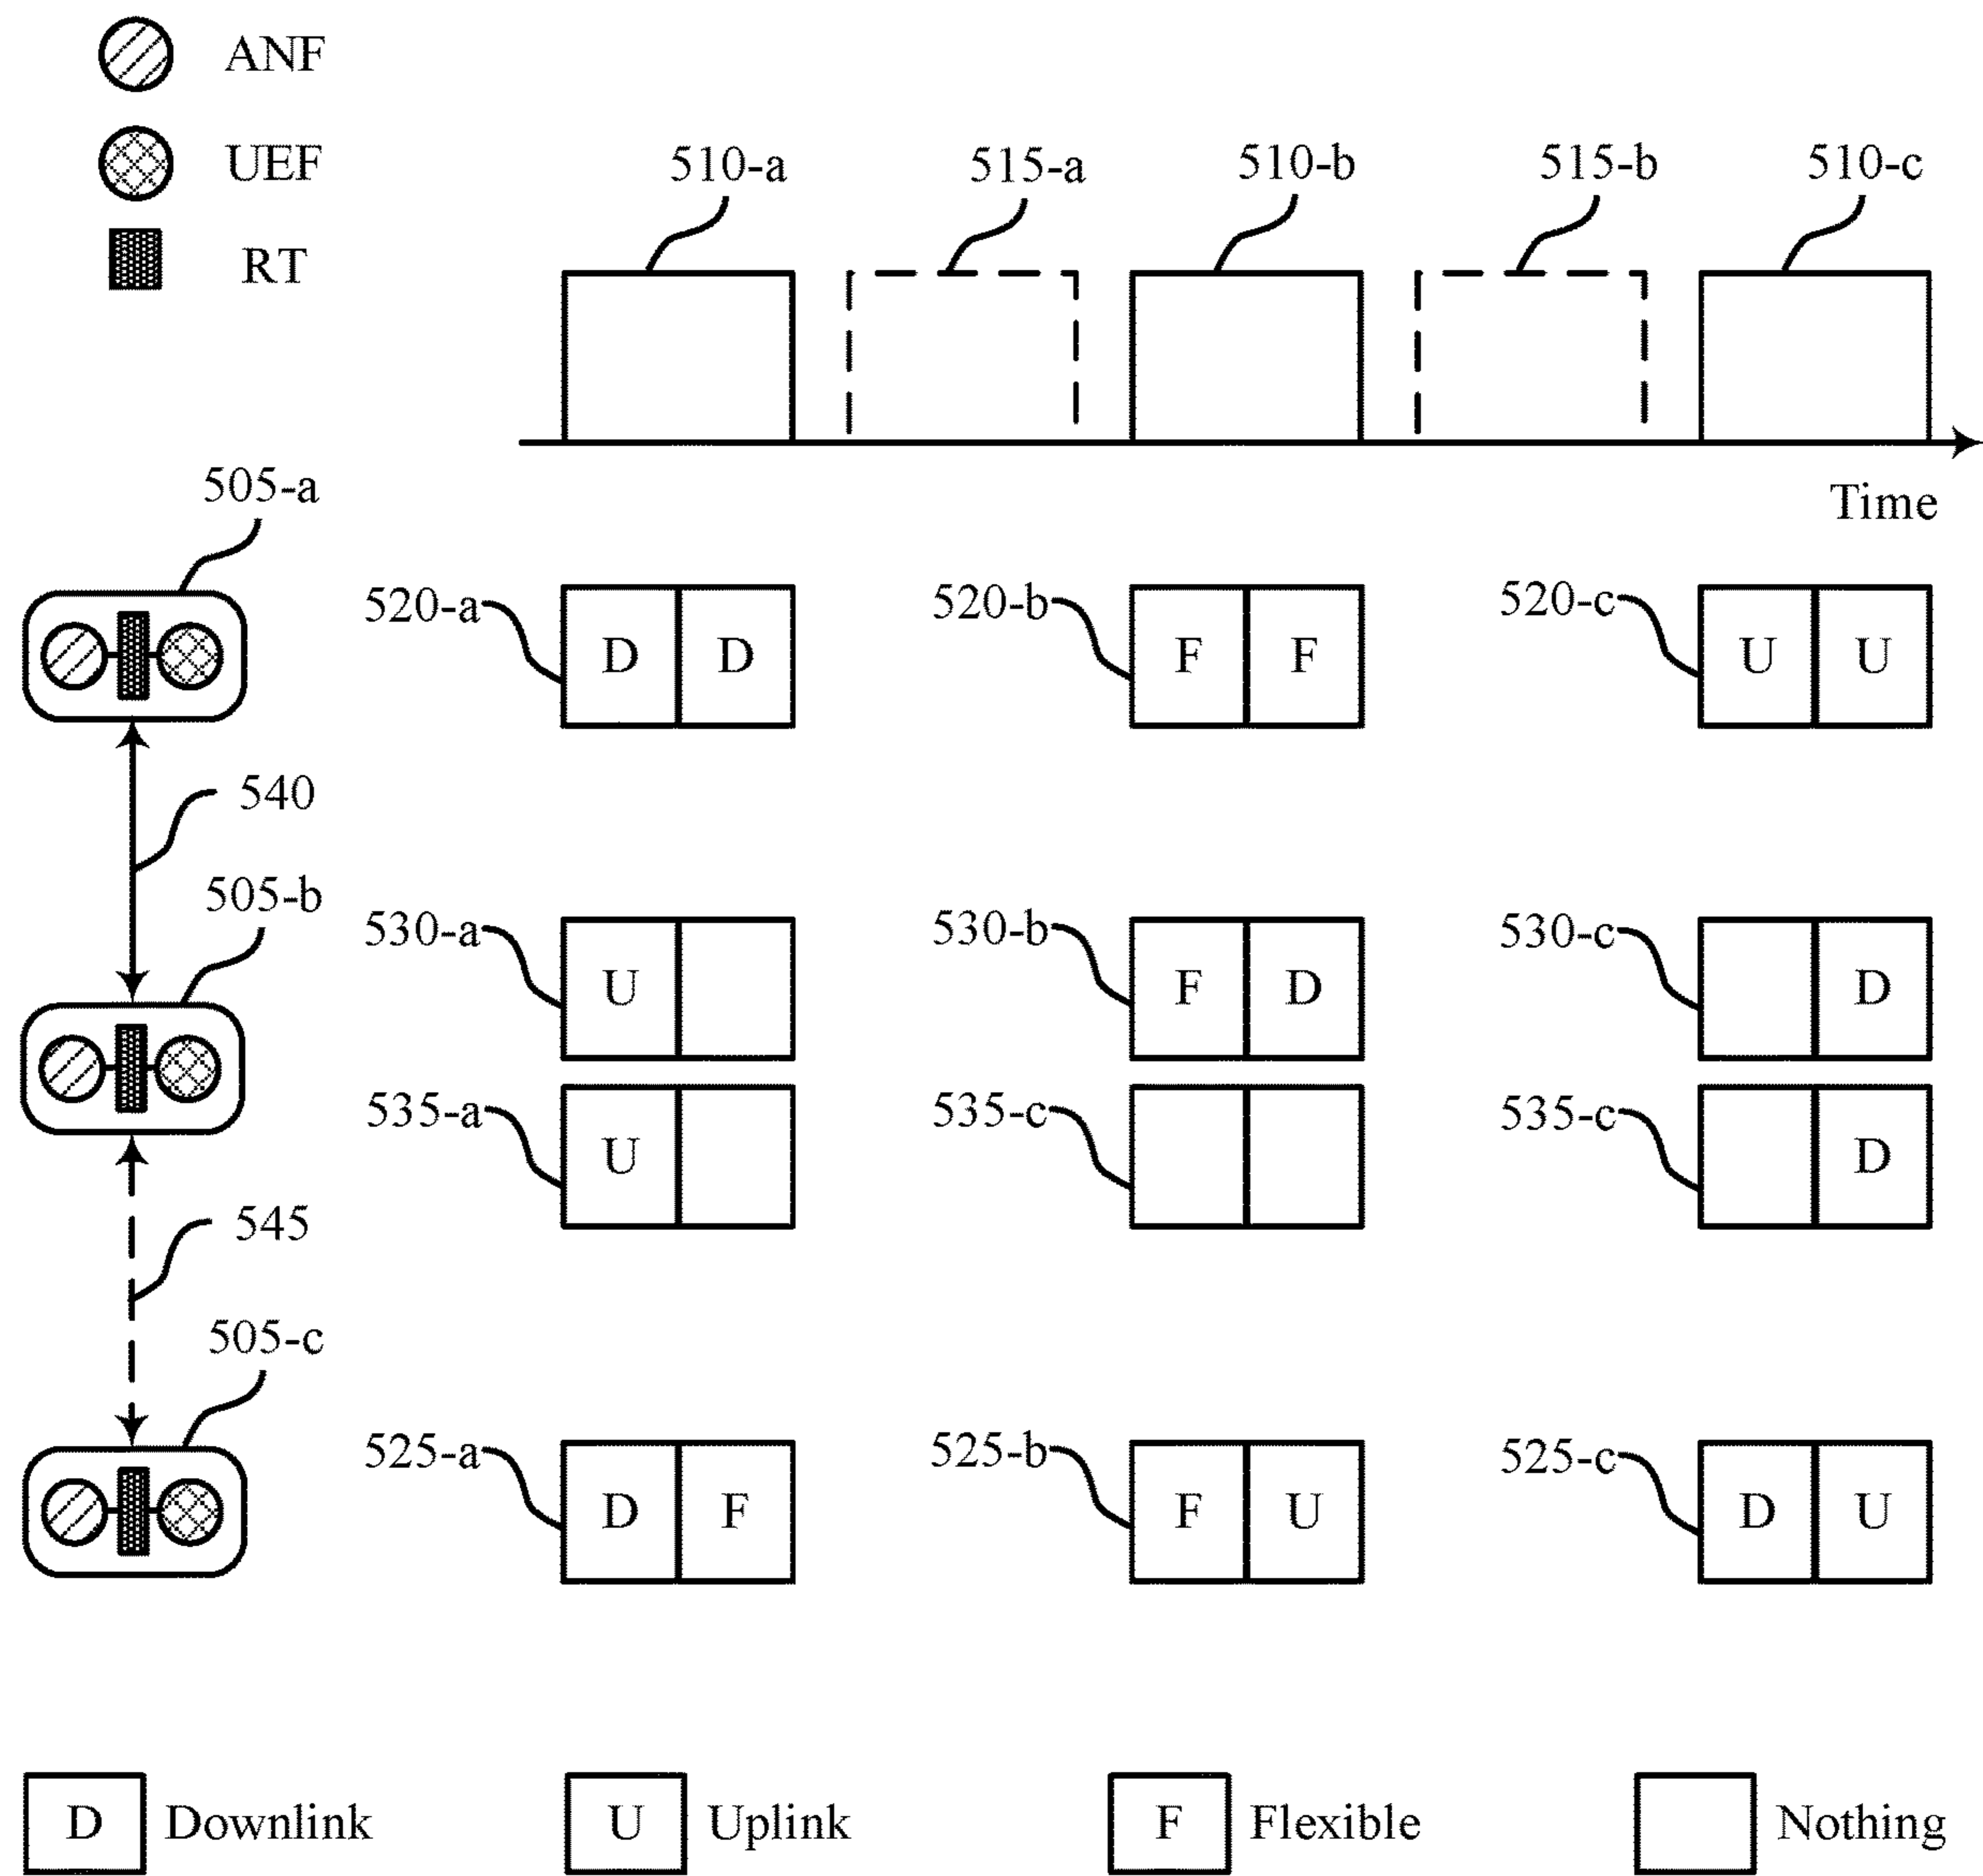 ANF
UEF
RT
510-a 515-a 510-b 515-b 510-c
Time
505-a
520-a D D 520-b F F 520-c U U
540
505-b
530-a U 530-b F D 530-c D
535-a U 535-c 535-c D
545
505-c
525-a D F 525-b F U 525-c D U
D Downlink U Uplink F Flexible Nothing